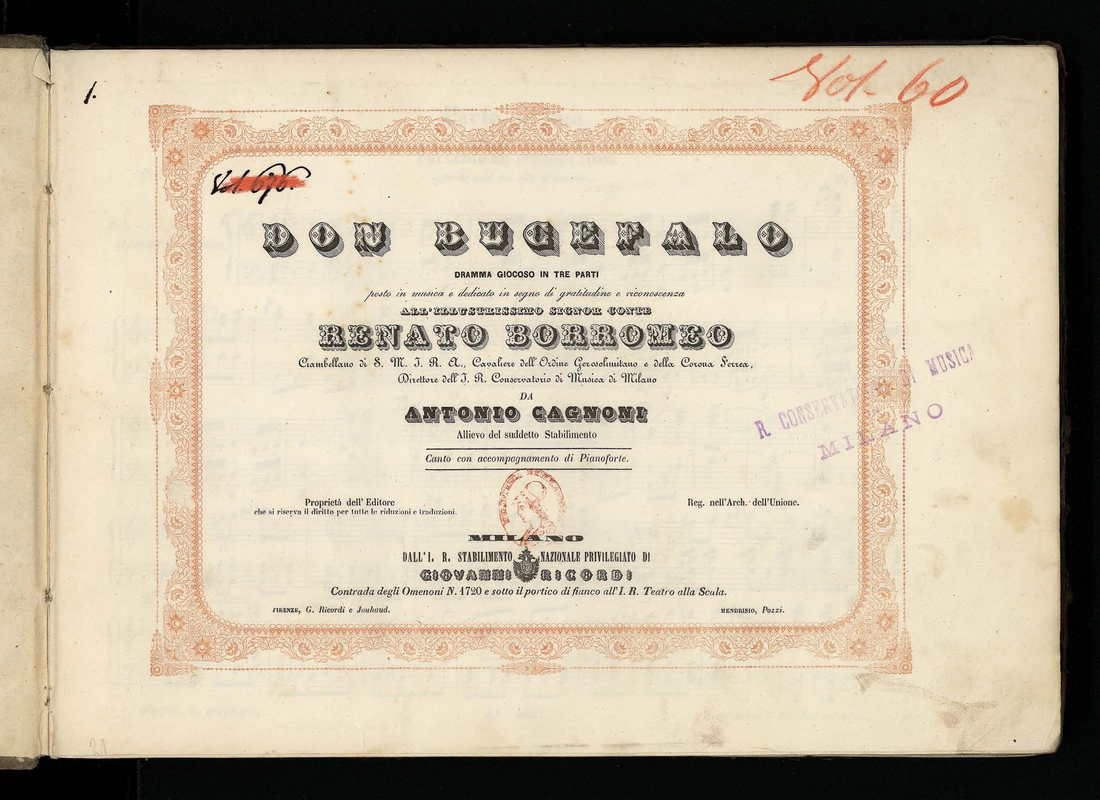 1.
Vol. 60
Vol. 676.
DON BUCEFALO
DRAMMA GIOCOSO IN TRE PARTI
posto in musica e dedicato in segno di gratitudine e riconoscenza
ALL'ILLUSTRISSIMO SIGNOR CONTE
RENATO BORROMEO
Ciambellano di S. M. I. R. A., Cavaliere dell'Ordine Gerosolimitano e della Corona Ferrea,
Direttore dell'I. R. Conservatorio di Musica di Milano
DA
ANTONIO CAGNONI
Allievo del suddetto Stabilimento
Canto con accompagnamento di Pianoforte.
R. CONSERVATORIO DI MUSICA
MILANO
Proprietà dell'Editore
che si riserva il diritto per tutte le riduzioni e traduzioni.
Reg. nell'Arch. dell'Unione.
MILANO
DALL'I. R. STABILIMENTO NAZIONALE PRIVILEGIATO DI
GIOVANNI RICORDI
Contrada degli Omenoni N. 1720 e sotto il portico di fianco all'I. R. Teatro alla Scala.
FIRENZE, G. Ricordi e Jouhaud.
MENDRISIO, Pozzi.